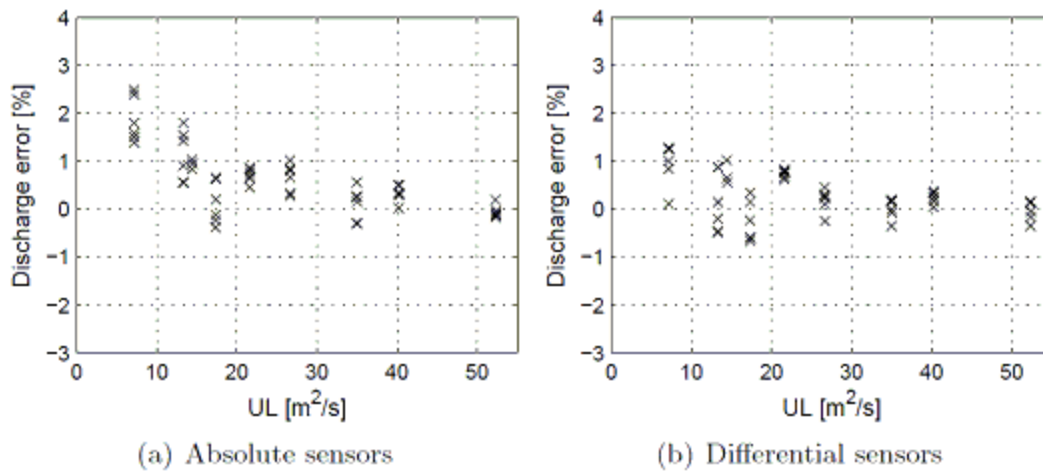 4
3
2
1
0
−1
−2
−3
Discharge error [%]
0 10 20 30 40 50
UL [m²/s]
(a) Absolute sensors
4
3
2
1
0
−1
−2
−3
Discharge error [%]
0 10 20 30 40 50
UL [m²/s]
(b) Differential sensors